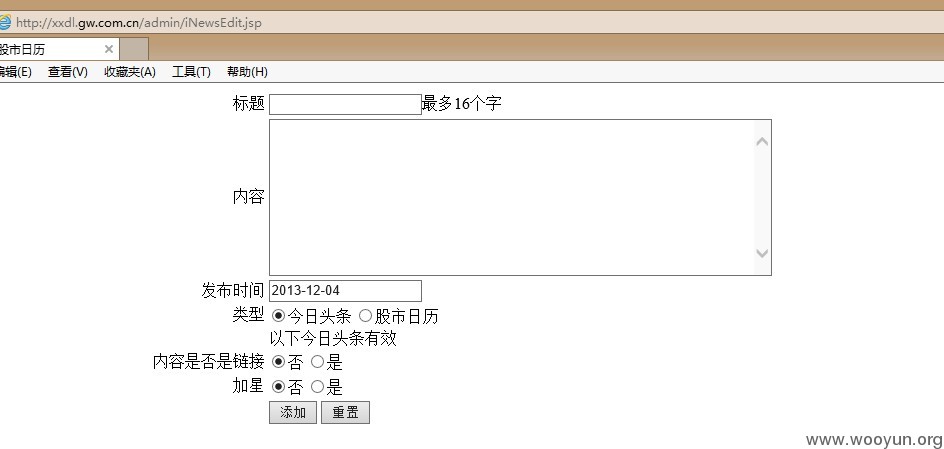 http://xxdl.gw.com.cn/admin/iNewsEdit.jsp
股市日历
编辑(E) 查看(V) 收藏夹(A) 工具(T) 帮助(H)
标题 最多16个字
内容
发布时间 2013-12-04
类型 今日头条 股市日历
以下今日头条有效
内容是否是链接 否 是
加星 否 是
添加 重置
www.wooyun.org